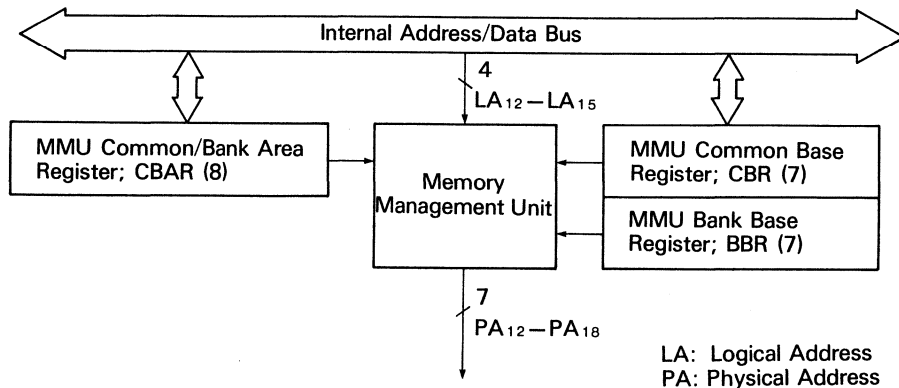 Internal Address/Data Bus
4
LA₁₂–LA₁₅
MMU Common/Bank Area
Register; CBAR (8)
Memory
Management Unit
MMU Common Base
Register; CBR (7)
MMU Bank Base
Register; BBR (7)
7
PA₁₂–PA₁₈
LA: Logical Address
PA: Physical Address